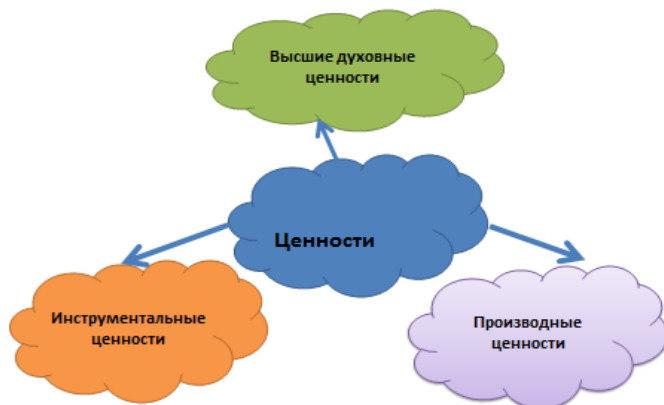 Высшие духовные
ценности
Ценности
Инструментальные
ценности
Производные
ценности